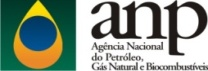 anp
Agência Nacional
do Petróleo,
Gás Natural e Biocombustíveis